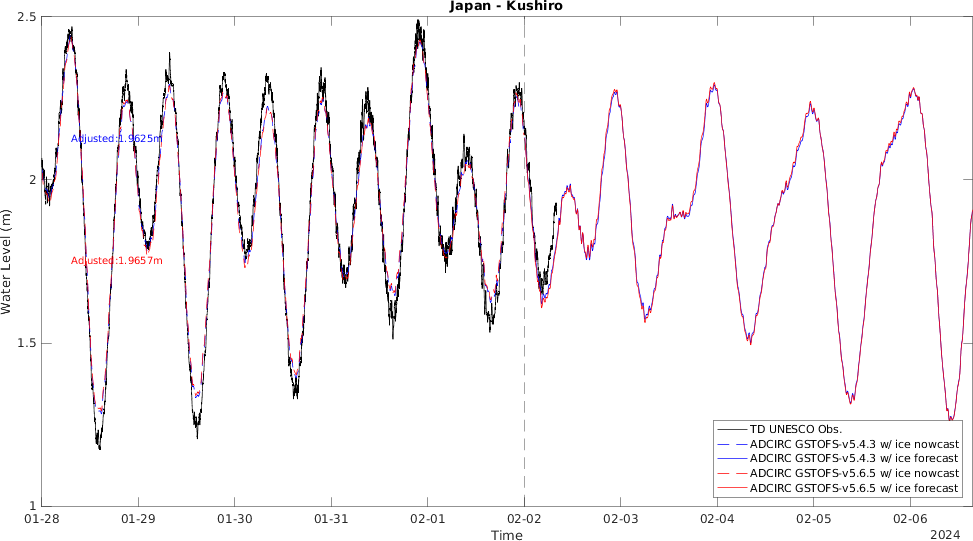 Japan - Kushiro
2.5
2
1.5
1
Water Level (m)
Adjusted:1.9625m
Adjusted:1.9657m
TD UNESCO Obs.
ADCIRC GSTOFS-v5.4.3 w/ ice nowcast
ADCIRC GSTOFS-v5.4.3 w/ ice forecast
ADCIRC GSTOFS-v5.6.5 w/ ice nowcast
ADCIRC GSTOFS-v5.6.5 w/ ice forecast
01-28 01-29 01-30 01-31 02-01 02-02 02-03 02-04 02-05 02-06
Time
2024